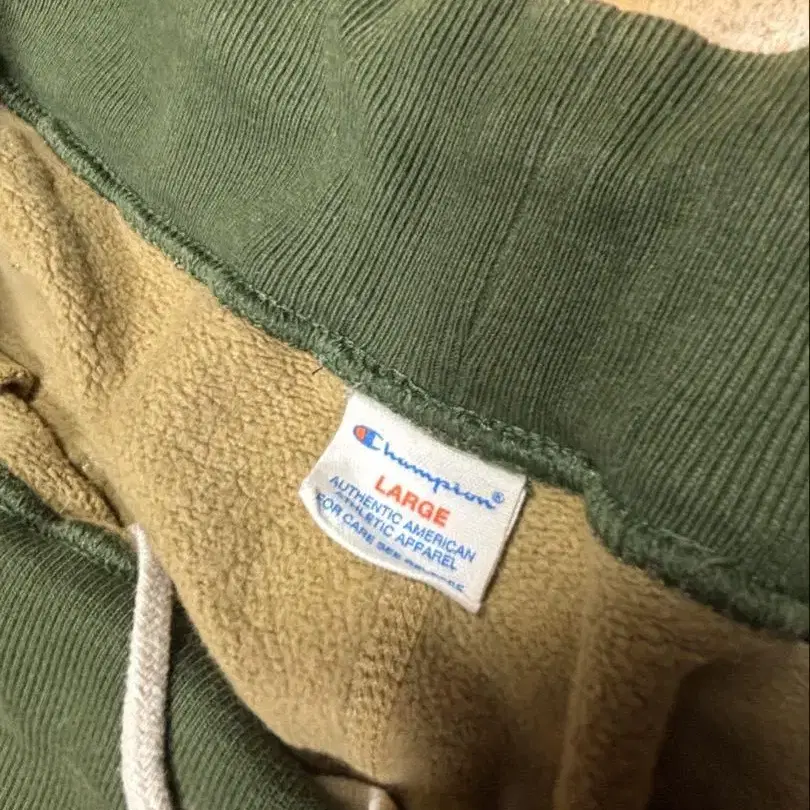 Champion®
LARGE
AUTHENTIC AMERICAN
ATHLETIC APPAREL
FOR CARE SEE REVERSE